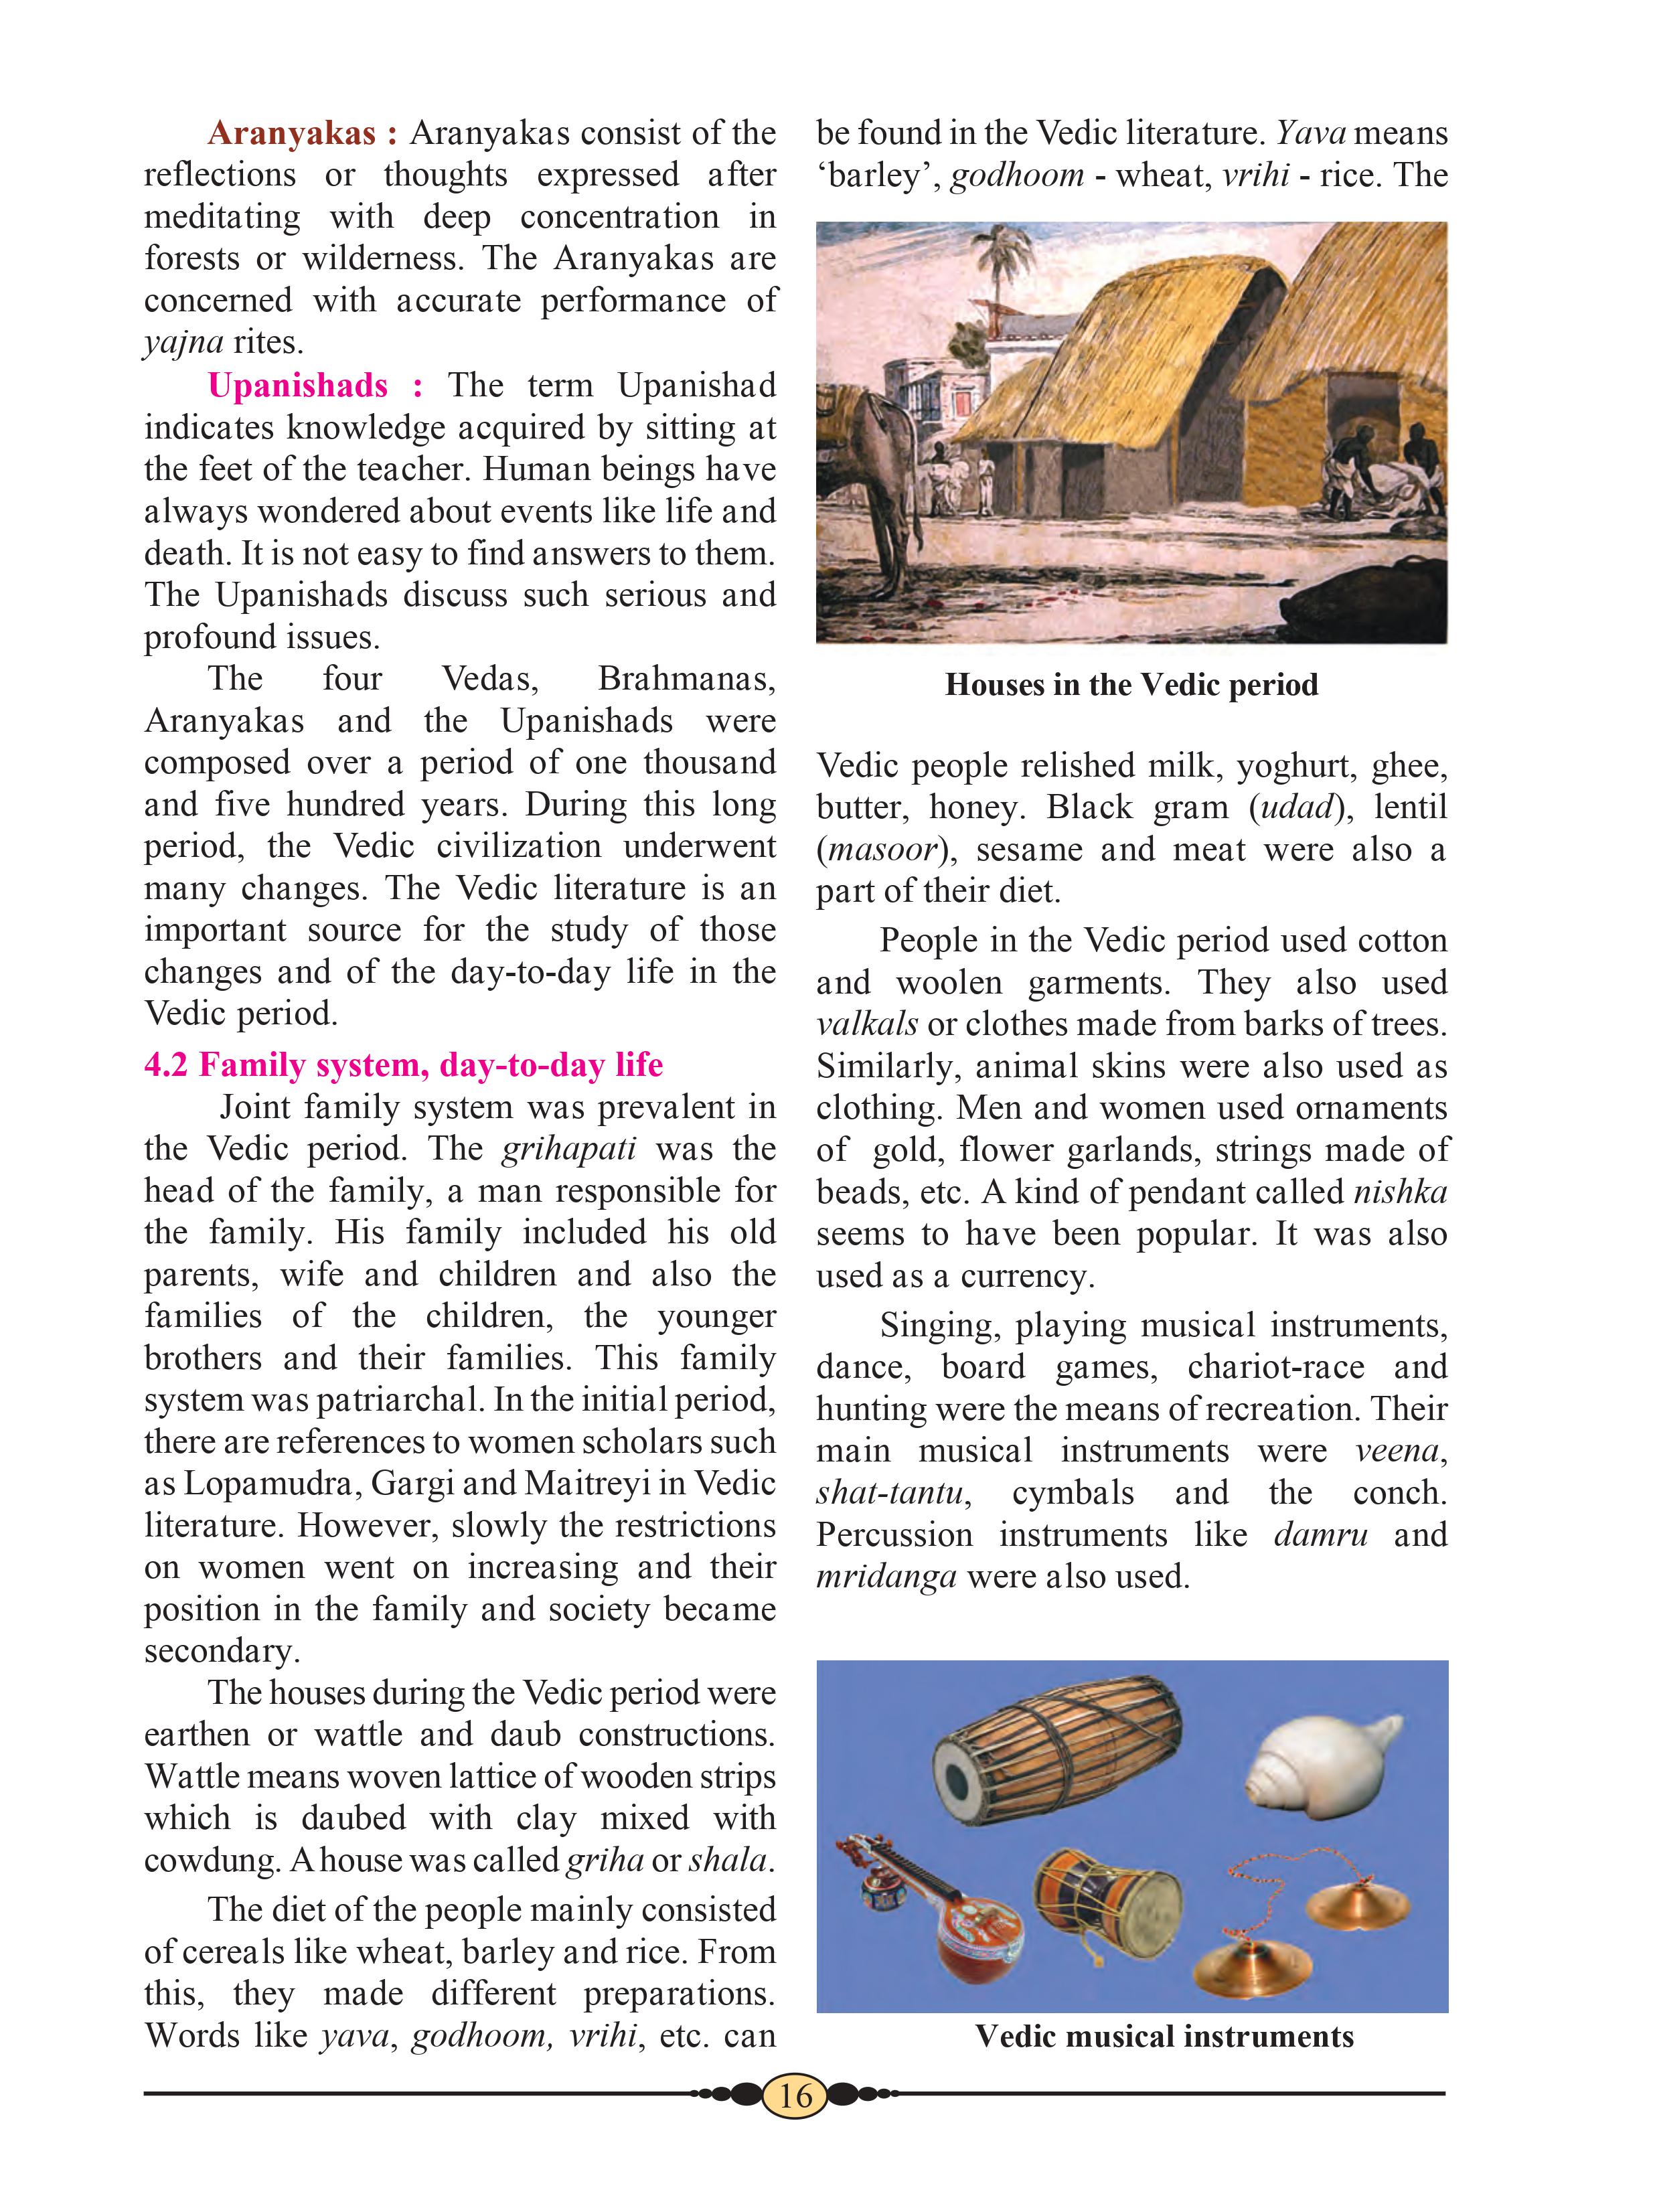 Aranyakas : Aranyakas consist of the
reflections or thoughts expressed after
meditating with deep concentration in
forests or wilderness. The Aranyakas are
concerned with accurate performance of
yajna rites.
Upanishads : The term Upanishad
indicates knowledge acquired by sitting at
the feet of the teacher. Human beings have
always wondered about events like life and
death. It is not easy to find answers to them.
The Upanishads discuss such serious and
profound issues.
The four Vedas, Brahmanas,
Aranyakas and the Upanishads were
composed over a period of one thousand
and five hundred years. During this long
period, the Vedic civilization underwent
many changes. The Vedic literature is an
important source for the study of those
changes and of the day-to-day life in the
Vedic period.
4.2 Family system, day-to-day life
Joint family system was prevalent in
the Vedic period. The grihapati was the
head of the family, a man responsible for
the family. His family included his old
parents, wife and children and also the
families of the children, the younger
brothers and their families. This family
system was patriarchal. In the initial period,
there are references to women scholars such
as Lopamudra, Gargi and Maitreyi in Vedic
literature. However, slowly the restrictions
on women went on increasing and their
position in the family and society became
secondary.
The houses during the Vedic period were
earthen or wattle and daub constructions.
Wattle means woven lattice of wooden strips
which is daubed with clay mixed with
cowdung. A house was called griha or shala.
The diet of the people mainly consisted
of cereals like wheat, barley and rice. From
this, they made different preparations.
Words like yava, godhoom, vrihi, etc. can
be found in the Vedic literature. Yava means
‘barley’, godhoom - wheat, vrihi - rice. The
Houses in the Vedic period
Vedic people relished milk, yoghurt, ghee,
butter, honey. Black gram (udad), lentil
(masoor), sesame and meat were also a
part of their diet.
People in the Vedic period used cotton
and woolen garments. They also used
valkals or clothes made from barks of trees.
Similarly, animal skins were also used as
clothing. Men and women used ornaments
of gold, flower garlands, strings made of
beads, etc. A kind of pendant called nishka
seems to have been popular. It was also
used as a currency.
Singing, playing musical instruments,
dance, board games, chariot-race and
hunting were the means of recreation. Their
main musical instruments were veena,
shat-tantu, cymbals and the conch.
Percussion instruments like damru and
mridanga were also used.
Vedic musical instruments
16